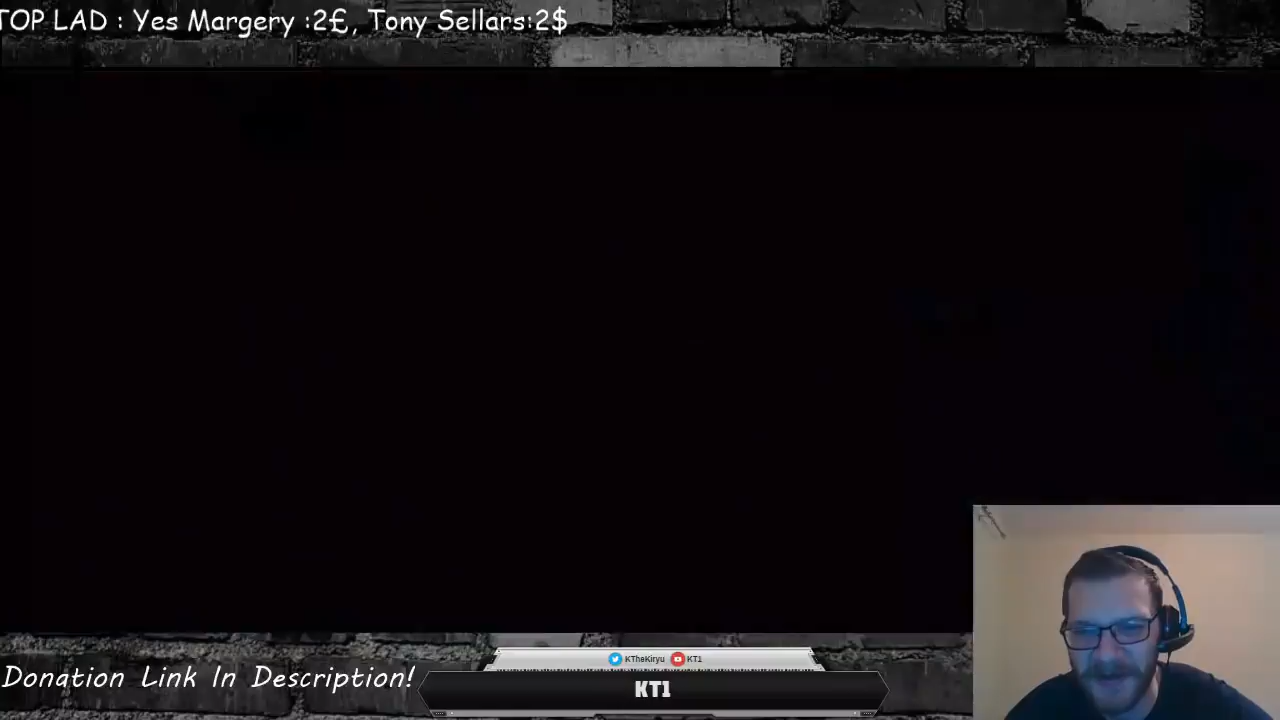 TOP LAD : Yes Margery :2£, Tony Sellars:2$
KTheKiryu KT1
Donation Link In Description!
KT1